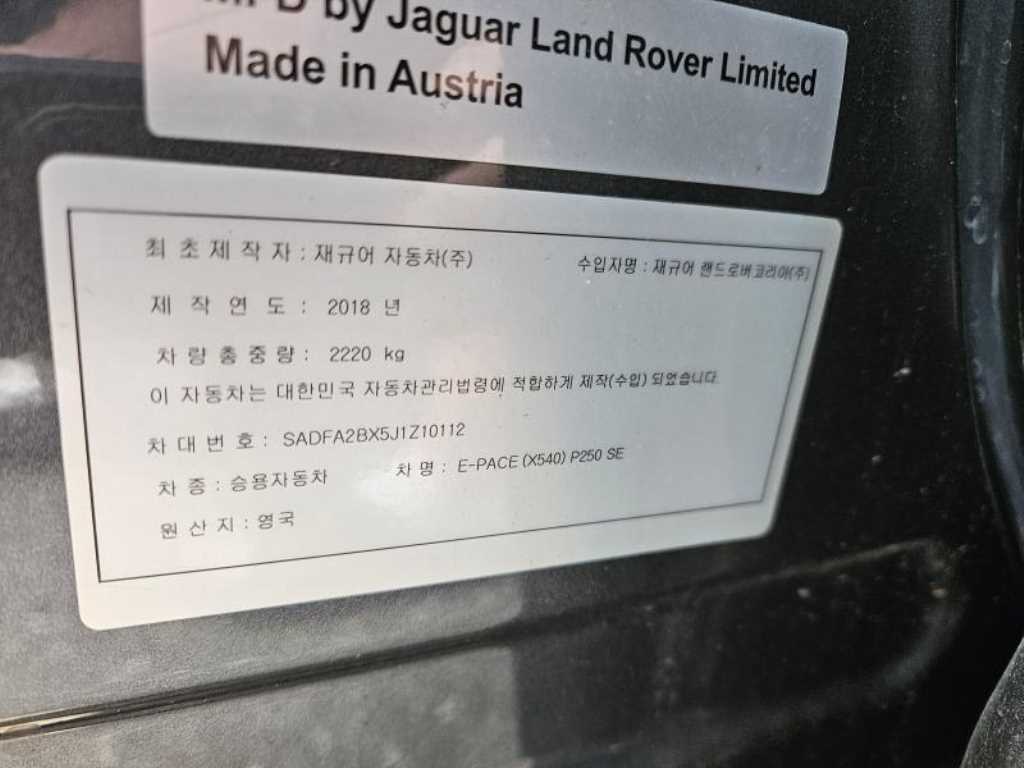 by Jaguar Land Rover Limited
Made in Austria
최초제작자 : 재규어 자동차(주) 수입자명 : 재규어 랜드로버코리아(주)
제 작 연 도 : 2018 년
차 량 총 중 량 : 2220 kg
이 자동차는 대한민국 자동차관리법령에 적합하게 제작(수입) 되었습니다.
차 대 번 호 : SADFA2BX5J1Z10112
차 종 : 승용자동차 차 명 : E-PACE (X540) P250 SE
원 산 지 : 영국